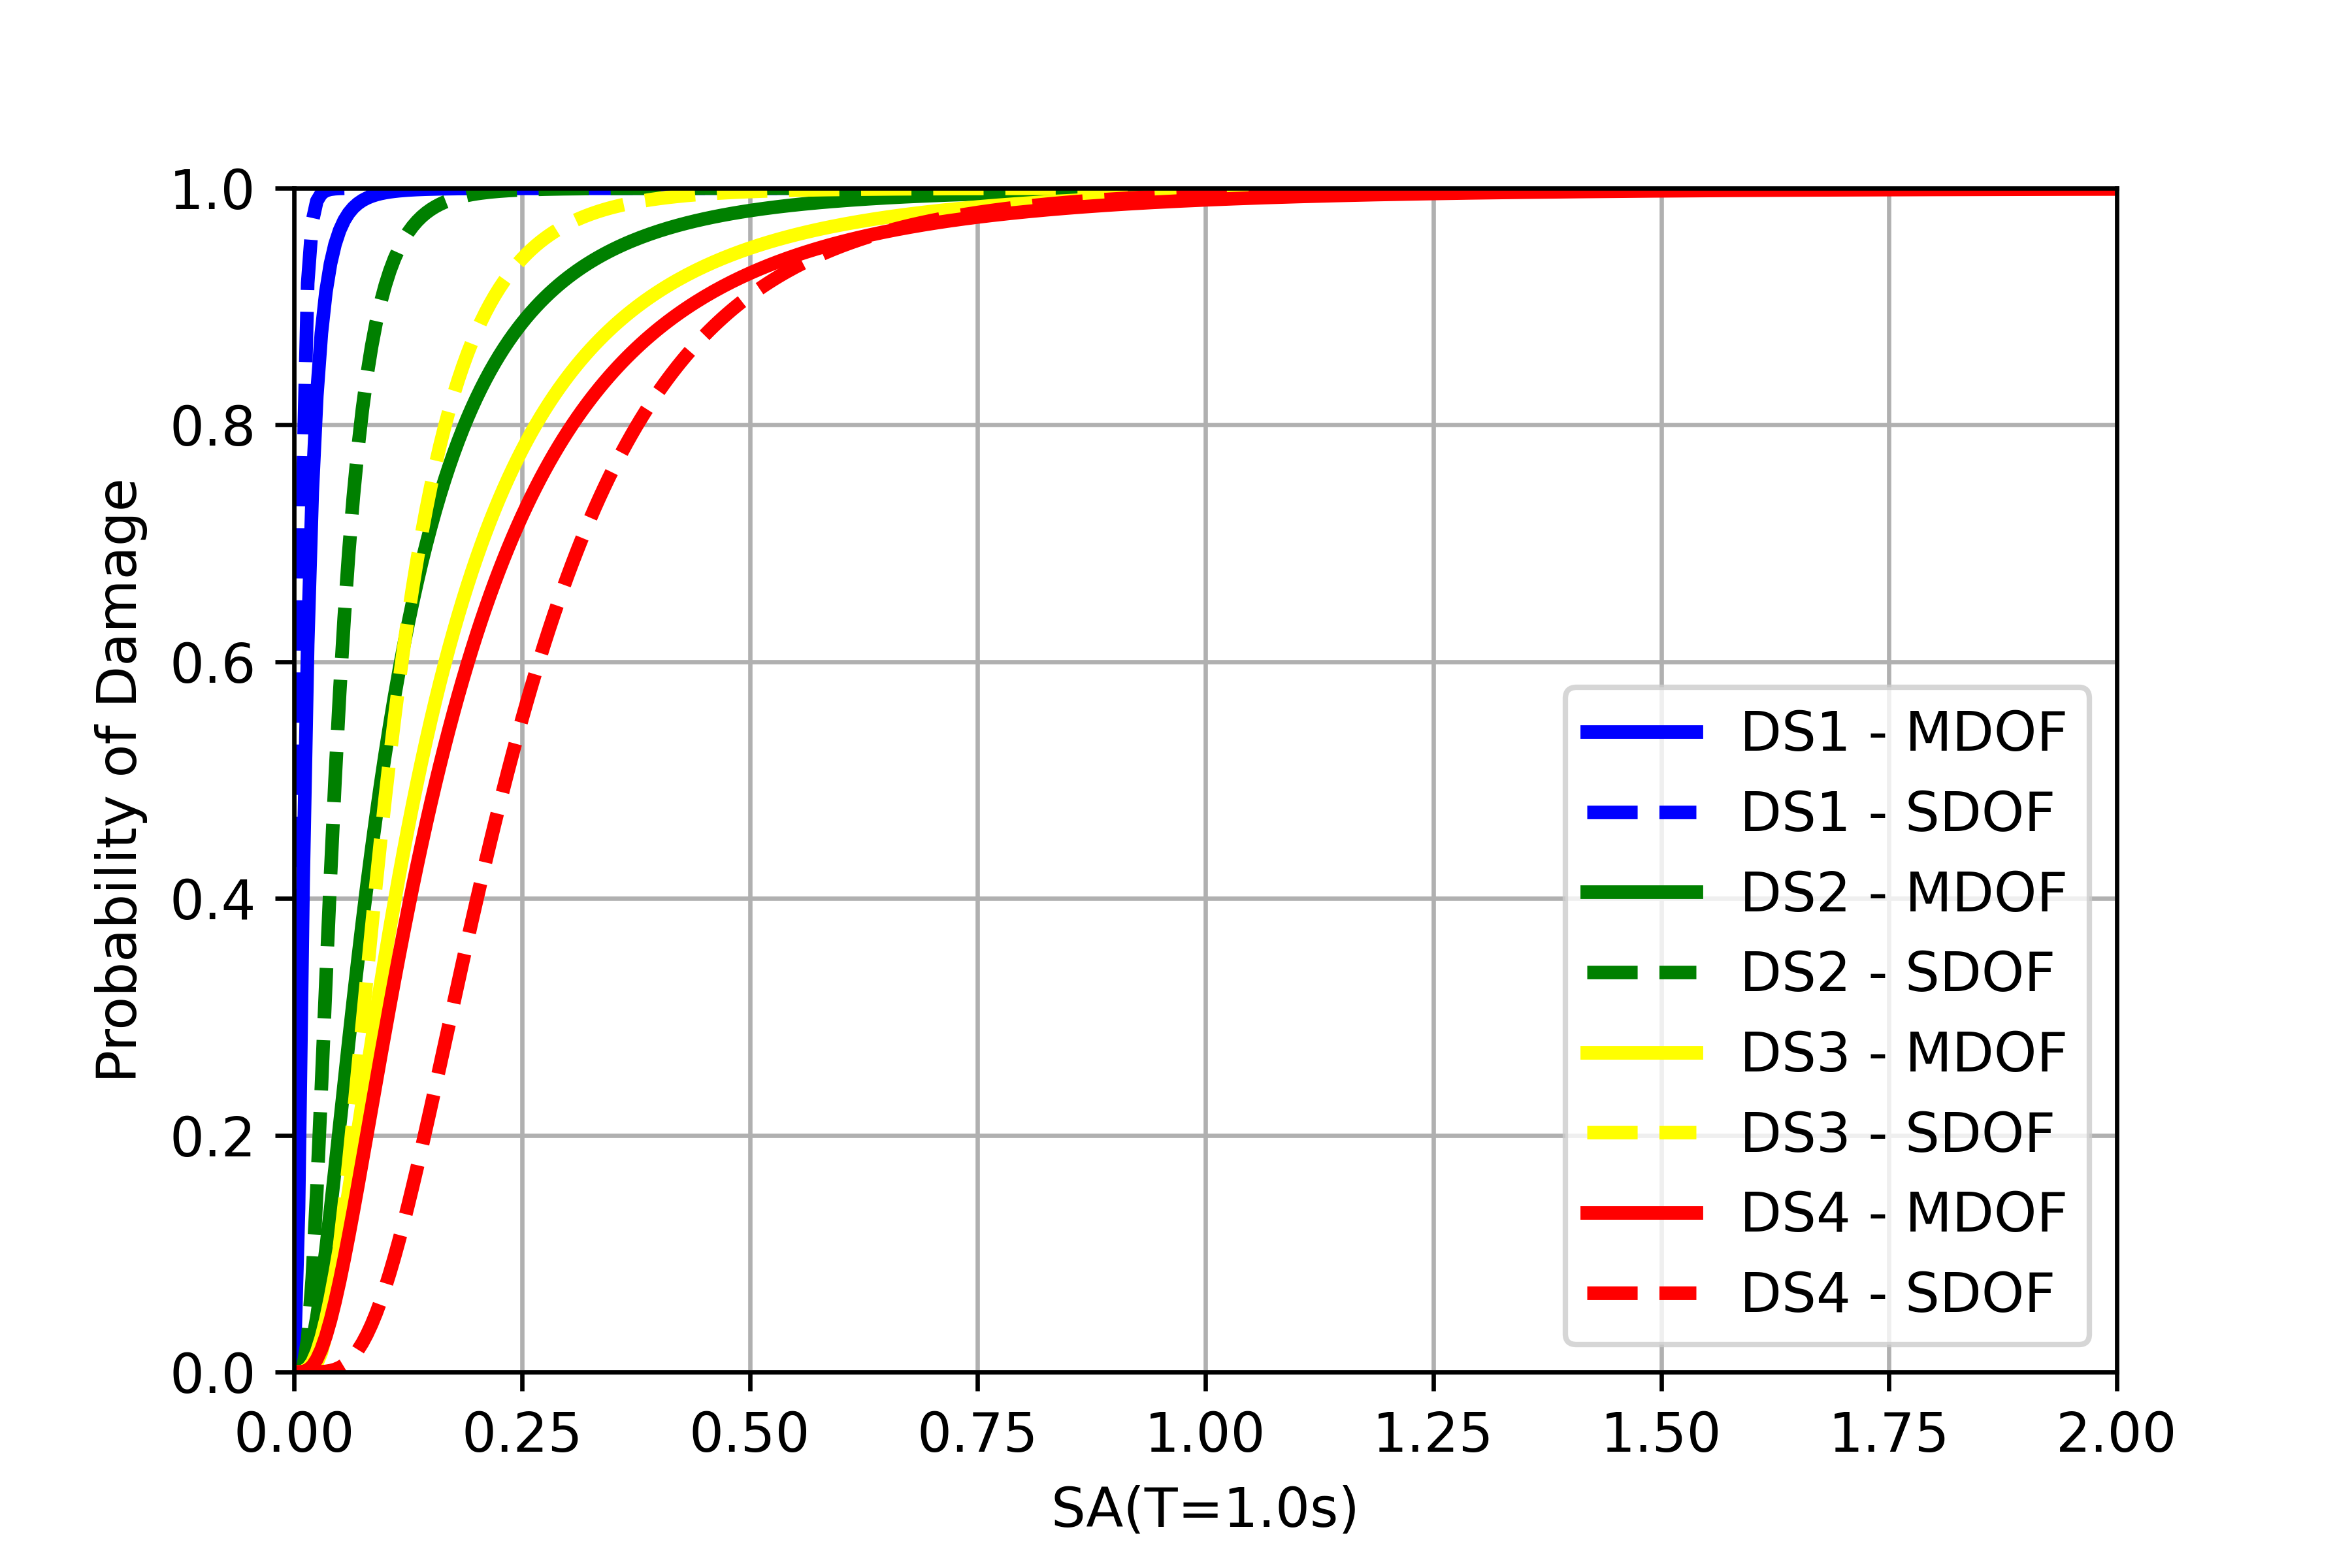 1.0
0.8
0.6
0.4
0.2
0.0
Probability of Damage
0.00 0.25 0.50 0.75 1.00 1.25 1.50 1.75 2.00
SA(T=1.0s)
DS1 - MDOF
DS1 - SDOF
DS2 - MDOF
DS2 - SDOF
DS3 - MDOF
DS3 - SDOF
DS4 - MDOF
DS4 - SDOF